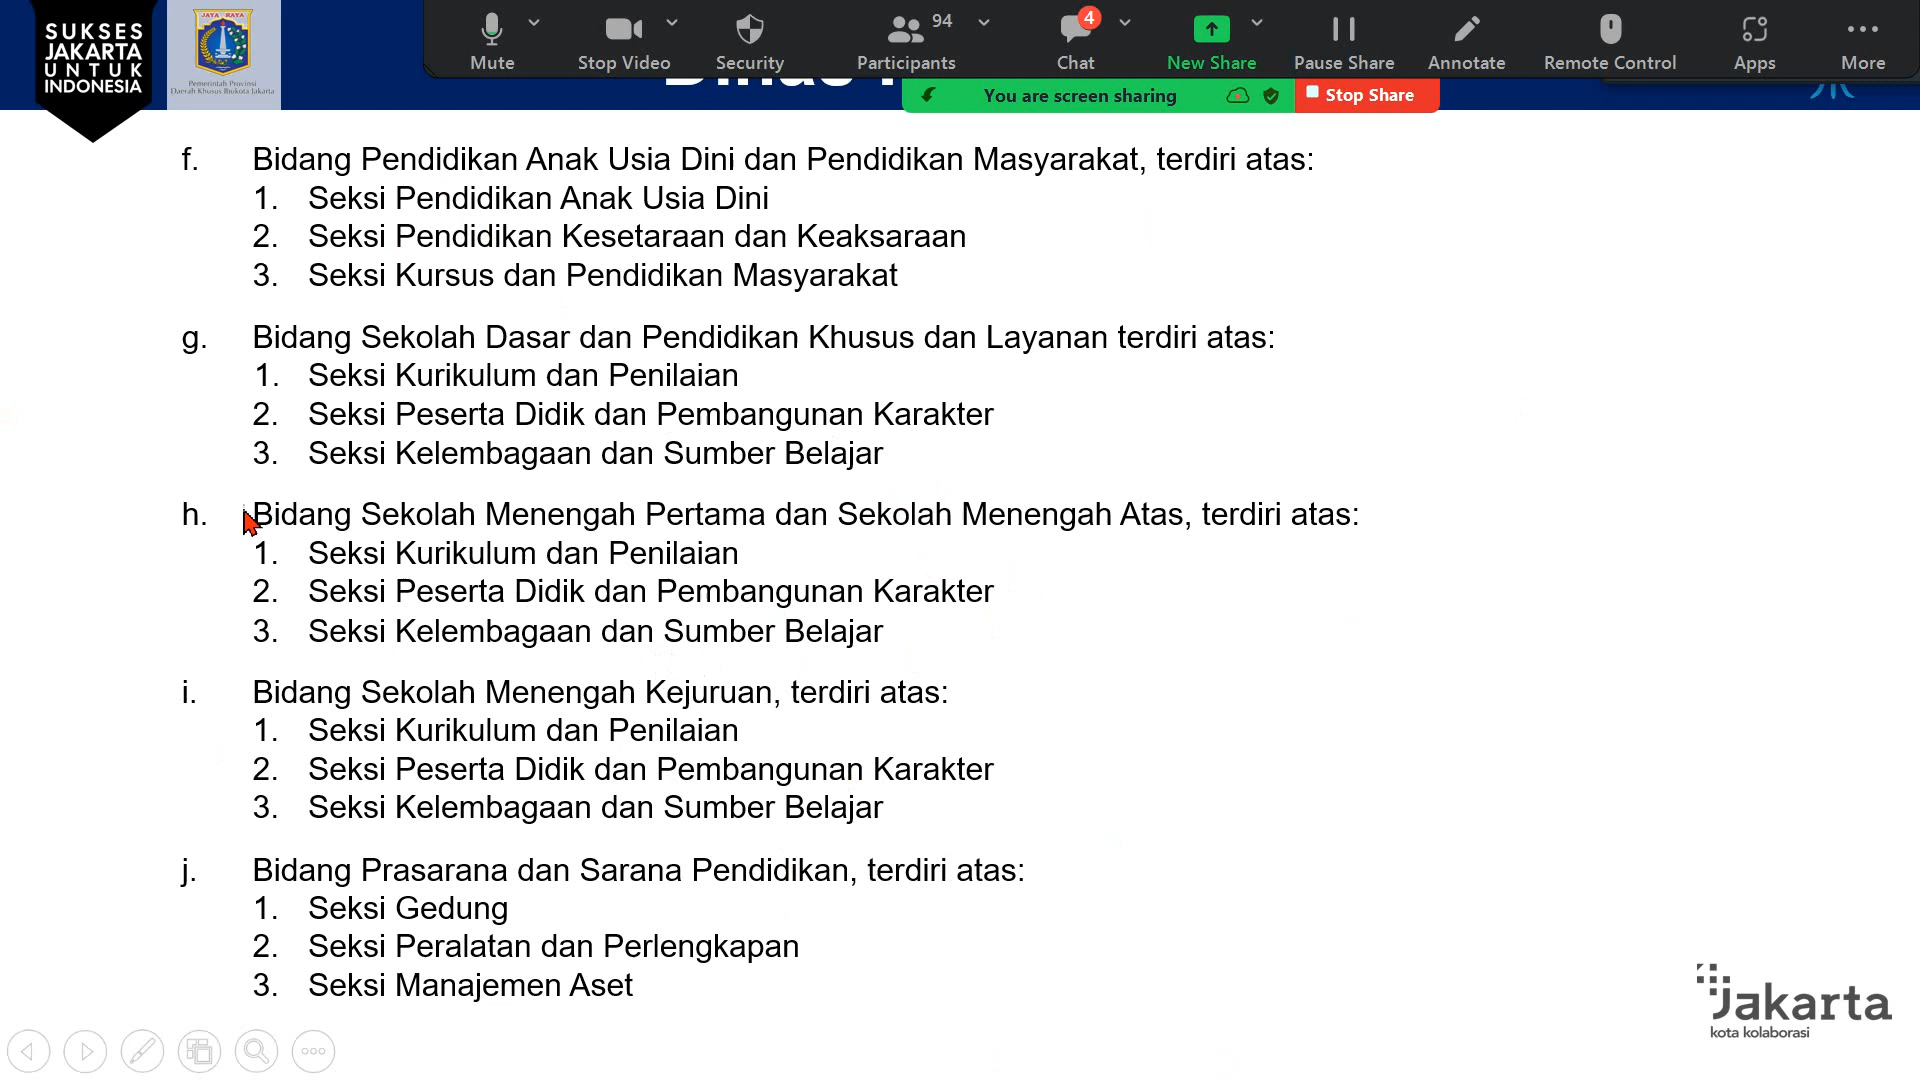 SUKSES
JAKARTA
UNTUK
INDONESIA
JAYA RAYA
Pemerintah Provinsi
Daerah Khusus Ibukota Jakarta
Mute
Stop Video
Security
94
Participants
4
Chat
New Share
Pause Share
Annotate
Remote Control
Apps
More
You are screen sharing
Stop Share
f. Bidang Pendidikan Anak Usia Dini dan Pendidikan Masyarakat, terdiri atas:
1. Seksi Pendidikan Anak Usia Dini
2. Seksi Pendidikan Kesetaraan dan Keaksaraan
3. Seksi Kursus dan Pendidikan Masyarakat
g. Bidang Sekolah Dasar dan Pendidikan Khusus dan Layanan terdiri atas:
1. Seksi Kurikulum dan Penilaian
2. Seksi Peserta Didik dan Pembangunan Karakter
3. Seksi Kelembagaan dan Sumber Belajar
h. Bidang Sekolah Menengah Pertama dan Sekolah Menengah Atas, terdiri atas:
1. Seksi Kurikulum dan Penilaian
2. Seksi Peserta Didik dan Pembangunan Karakter
3. Seksi Kelembagaan dan Sumber Belajar
i. Bidang Sekolah Menengah Kejuruan, terdiri atas:
1. Seksi Kurikulum dan Penilaian
2. Seksi Peserta Didik dan Pembangunan Karakter
3. Seksi Kelembagaan dan Sumber Belajar
j. Bidang Prasarana dan Sarana Pendidikan, terdiri atas:
1. Seksi Gedung
2. Seksi Peralatan dan Perlengkapan
3. Seksi Manajemen Aset
Jakarta
kota kolaborasi